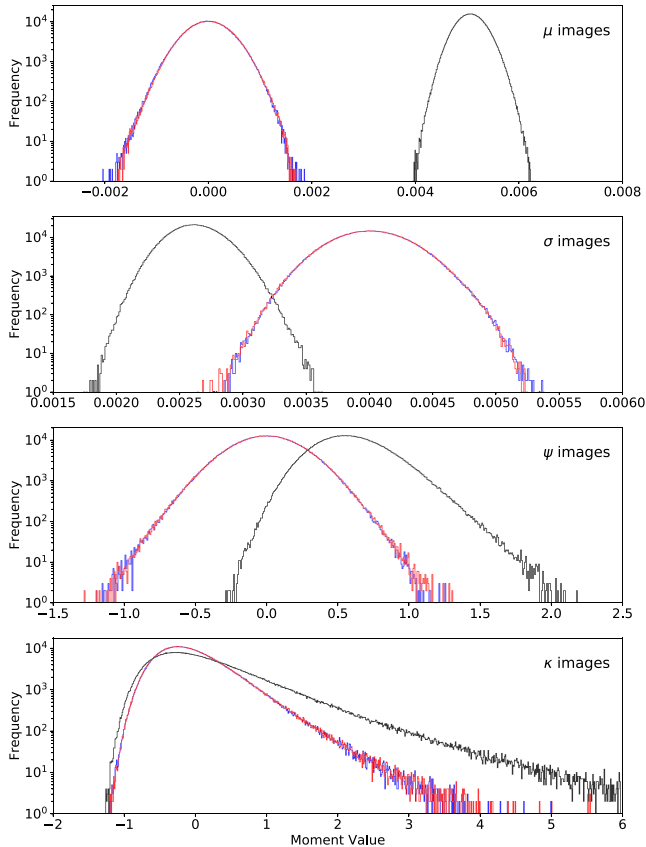 μ images
Frequency
10⁴
10³
10²
10¹
10⁰
−0.002 0.000 0.002 0.004 0.006 0.008
σ images
Frequency
10⁴
10³
10²
10¹
10⁰
0.0015 0.0020 0.0025 0.0030 0.0035 0.0040 0.0045 0.0050 0.0055 0.0060
ψ images
Frequency
10⁴
10³
10²
10¹
10⁰
−1.5 −1.0 −0.5 0.0 0.5 1.0 1.5 2.0 2.5
κ images
Frequency
10⁴
10³
10²
10¹
10⁰
−2 −1 0 1 2 3 4 5 6
Moment Value